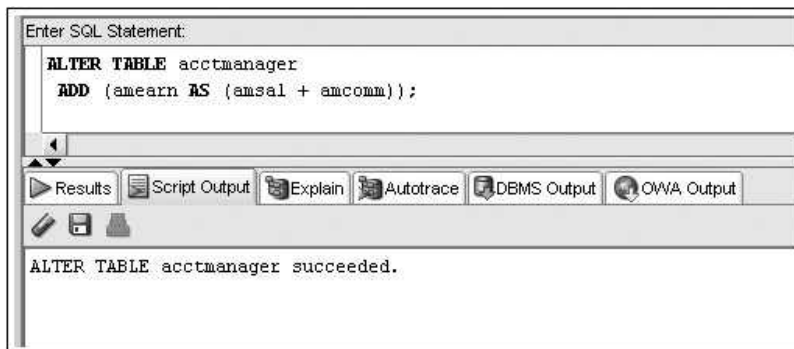 Enter SQL Statement:
ALTER TABLE acctmanager
ADD (amearn AS (amsal + amcomm));
Results Script Output Explain Autotrace DBMS Output OWA Output
ALTER TABLE acctmanager succeeded.